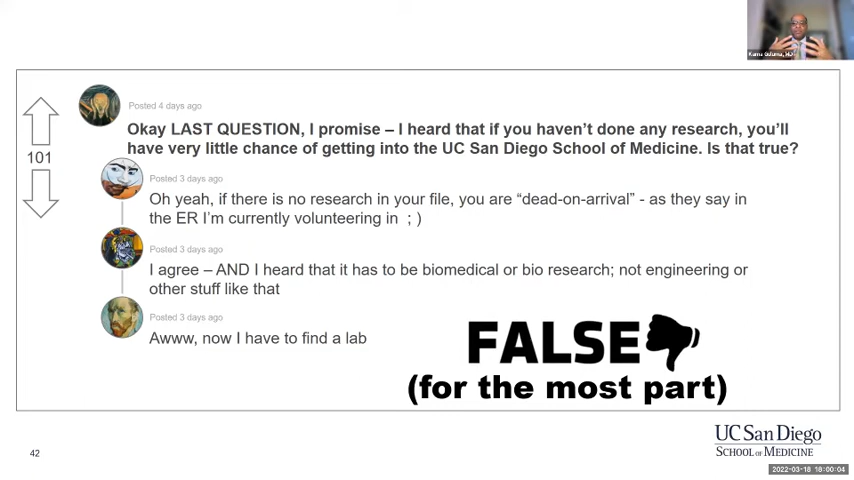 Posted 4 days ago
Okay LAST QUESTION, I promise – I heard that if you haven't done any research, you'll
have very little chance of getting into the UC San Diego School of Medicine. Is that true?
101
Posted 3 days ago
Oh yeah, if there is no research in your file, you are “dead-on-arrival” - as they say in
the ER I'm currently volunteering in ; )
Posted 3 days ago
I agree – AND I heard that it has to be biomedical or bio research; not engineering or
other stuff like that
Posted 3 days ago
Awww, now I have to find a lab
FALSE
(for the most part)
UC San Diego
SCHOOL OF MEDICINE
42
2022-03-18 18:00:04